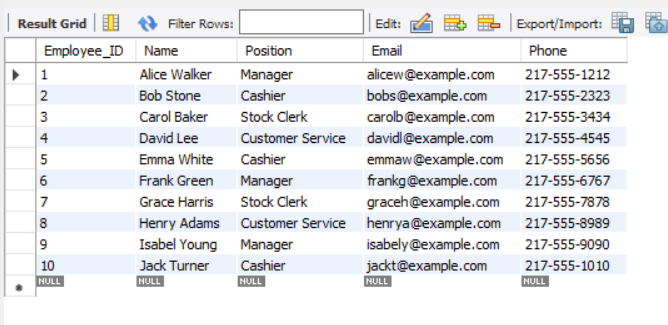 Result Grid Filter Rows: Edit: Export/Import:
Employee_ID Name Position Email Phone
1 Alice Walker Manager alicew@example.com 217-555-1212
2 Bob Stone Cashier bobs@example.com 217-555-2323
3 Carol Baker Stock Clerk carolb@example.com 217-555-3434
4 David Lee Customer Service davidl@example.com 217-555-4545
5 Emma White Cashier emmaw@example.com 217-555-5656
6 Frank Green Manager frankg@example.com 217-555-6767
7 Grace Harris Stock Clerk graceh@example.com 217-555-7878
8 Henry Adams Customer Service henrya@example.com 217-555-8989
9 Isabel Young Manager isabely@example.com 217-555-9090
10 Jack Turner Cashier jackt@example.com 217-555-1010
NULL NULL NULL NULL NULL